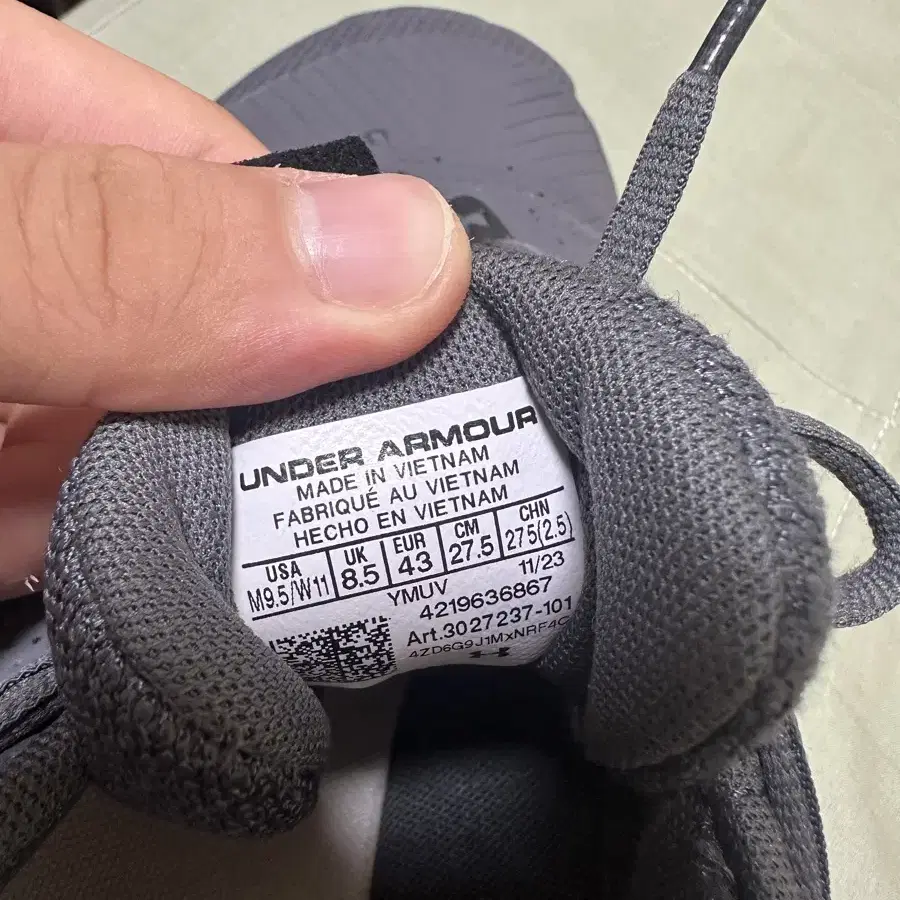 UNDER ARMOUR
MADE IN VIETNAM
FABRIQUÉ AU VIETNAM
HECHO EN VIETNAM
USA UK EUR CM CHN
M9.5/W11 8.5 43 27.5 275(2.5)
YMUV 11/23
4219636867
Art.3027237-101
4ZD6G9J1MxNRF4C